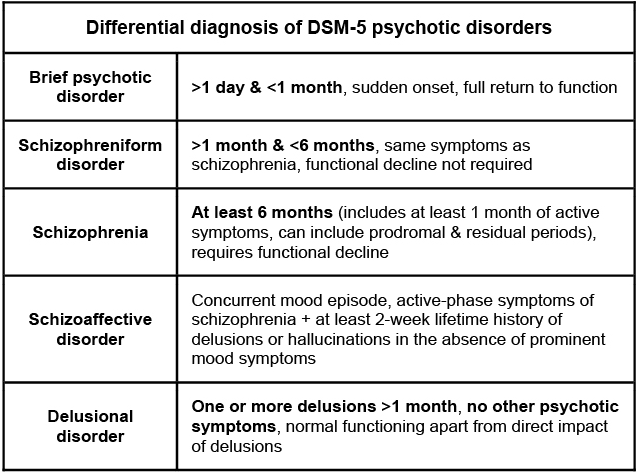 Differential diagnosis of DSM-5 psychotic disorders
Brief psychotic
disorder
>1 day & <1 month, sudden onset, full return to function
Schizophreniform
disorder
>1 month & <6 months, same symptoms as
schizophrenia, functional decline not required
Schizophrenia
At least 6 months (includes at least 1 month of active
symptoms, can include prodromal & residual periods),
requires functional decline
Schizoaffective
disorder
Concurrent mood episode, active-phase symptoms of
schizophrenia + at least 2-week lifetime history of
delusions or hallucinations in the absence of prominent
mood symptoms
Delusional
disorder
One or more delusions >1 month, no other psychotic
symptoms, normal functioning apart from direct impact
of delusions